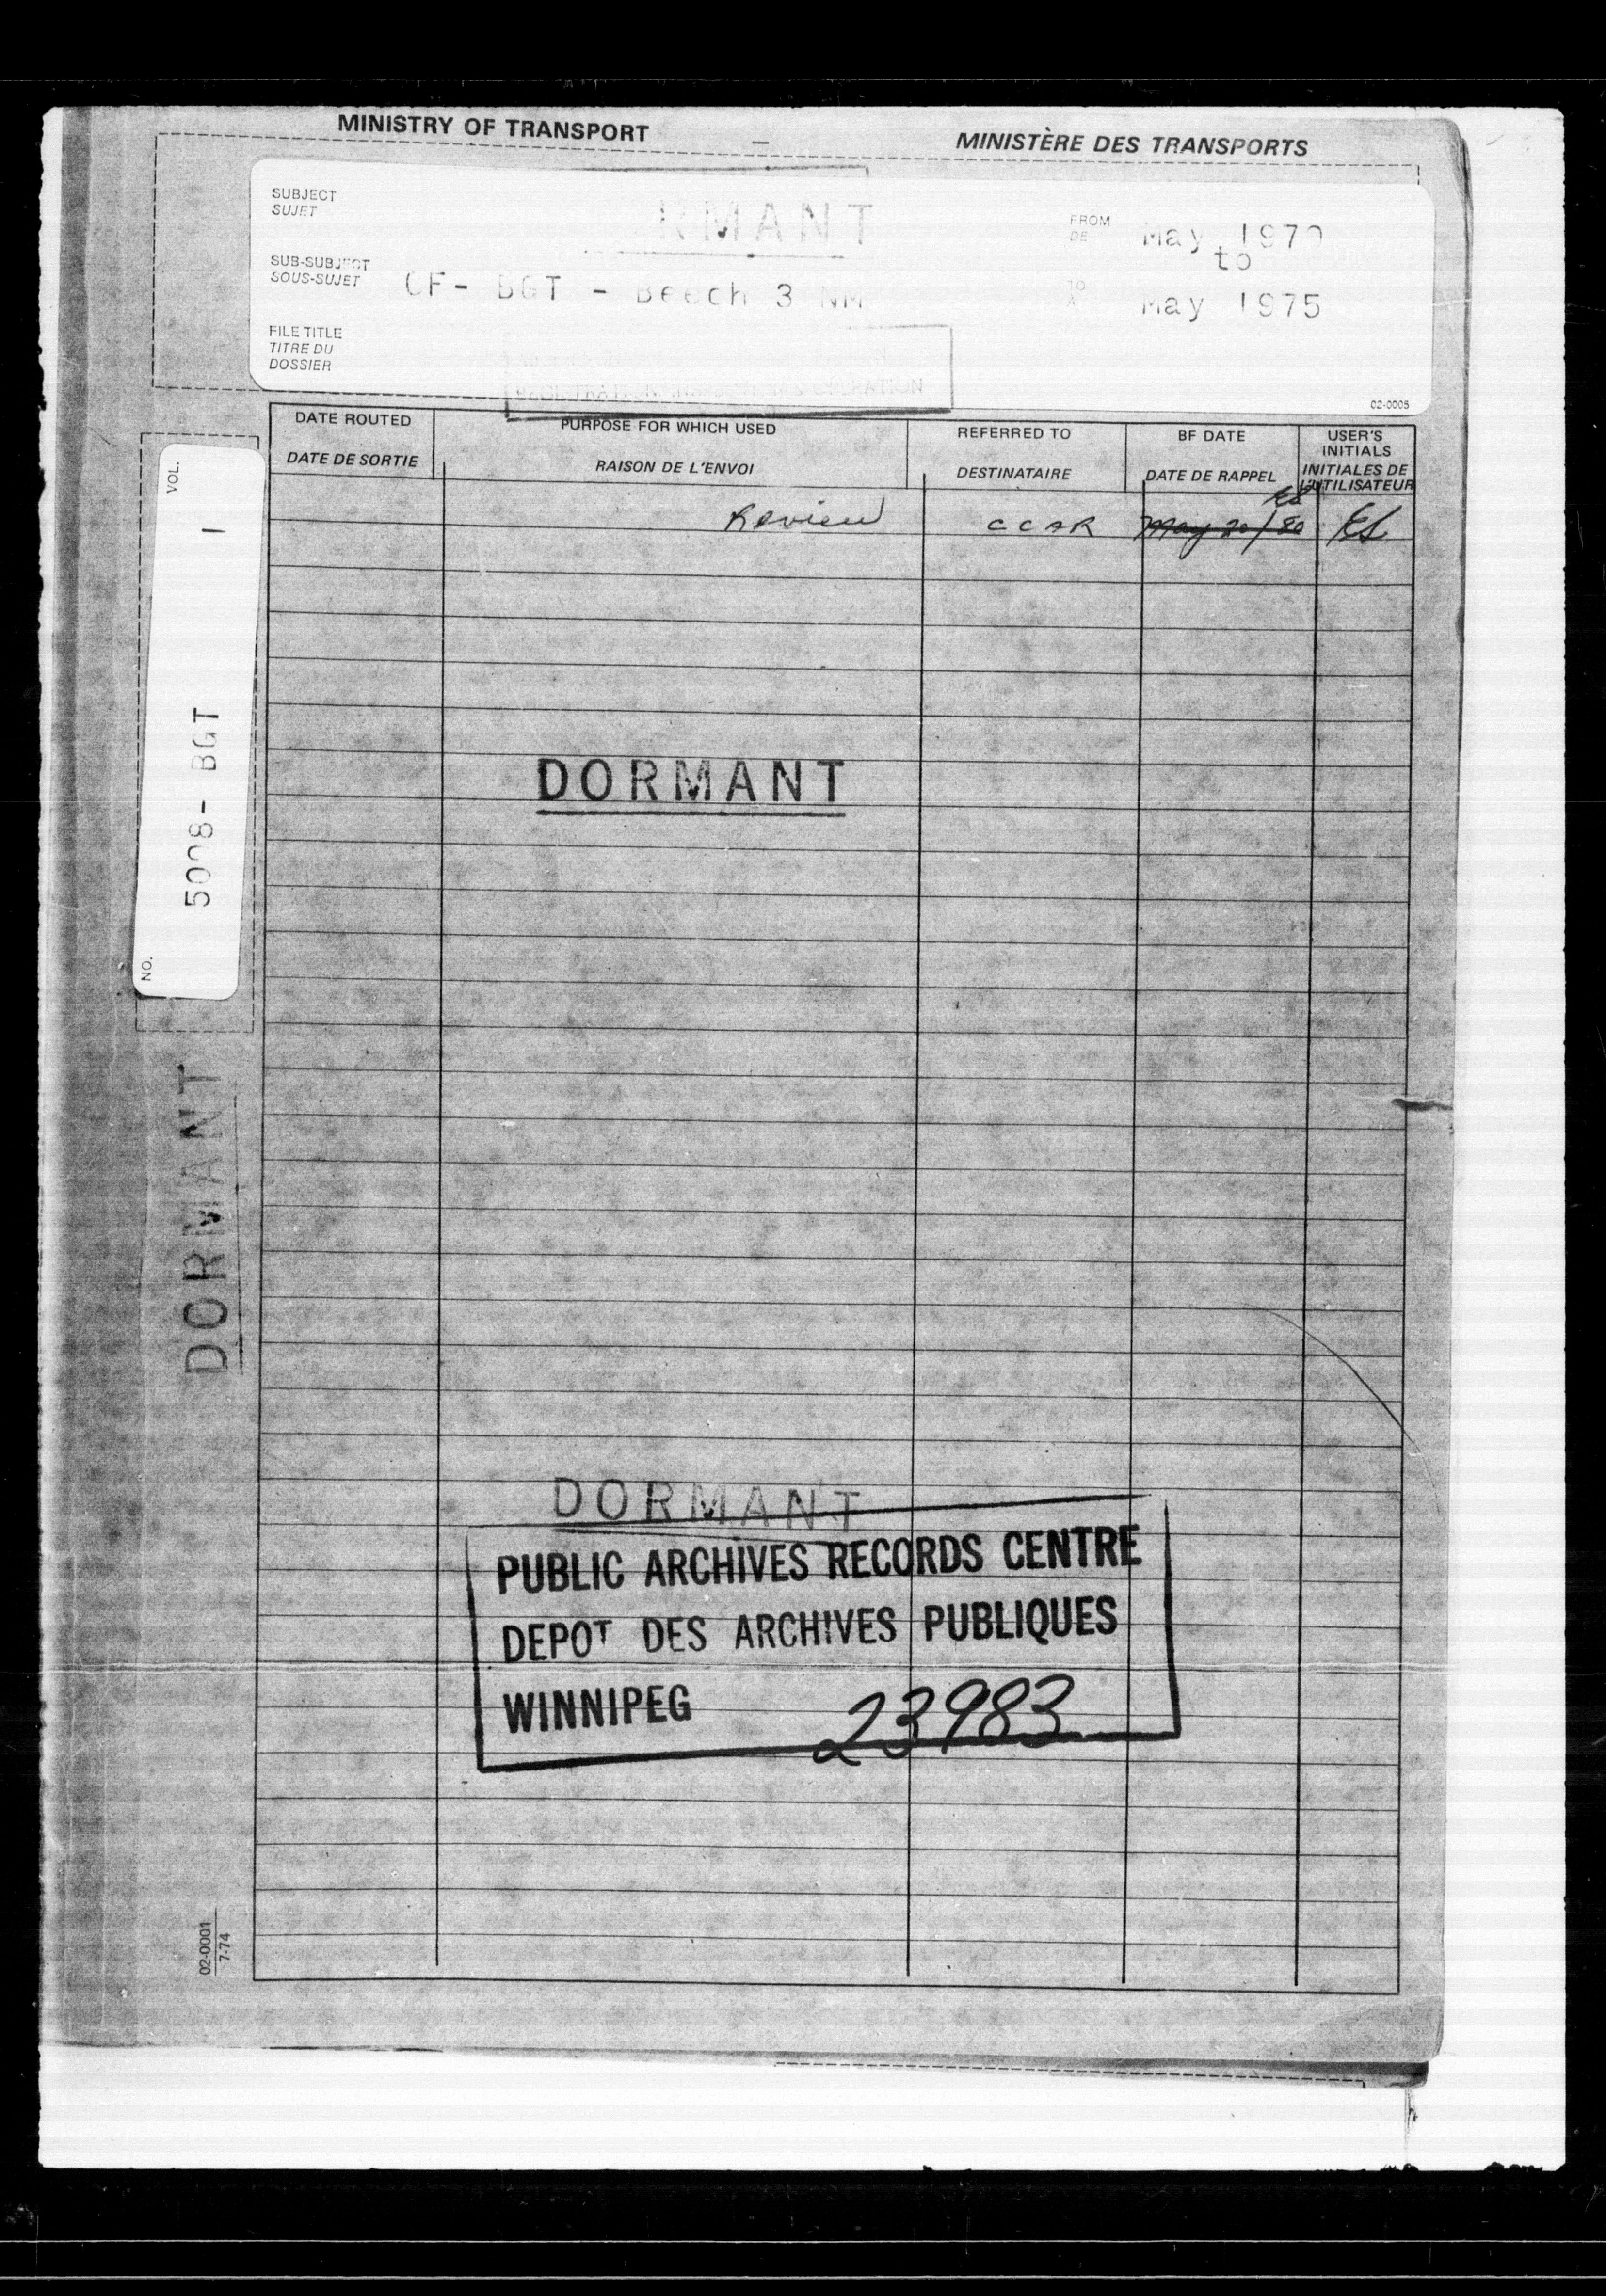 MINISTRY OF TRANSPORT — MINISTÈRE DES TRANSPORTS
SUBJECT
SUJET
RMANT
FROM
DE
May 1970
to
SUB-SUBJECT
SOUS-SUJET
CF- BGT - Beech 3 NM
TO
A
May 1975
FILE TITLE
TITRE DU
DOSSIER
REGISTRATION, INSPECTION & OPERATION
02-0005
VOL. 1
NO. 5008- BGT
DATE ROUTED
DATE DE SORTIE
PURPOSE FOR WHICH USED
RAISON DE L'ENVOI
REFERRED TO
DESTINATAIRE
BF DATE
DATE DE RAPPEL
USER'S
INITIALS
INITIALES DE
L'UTILISATEUR
Review CCAR May 20/80 KS
DORMANT
DORMANT
DORMANT
PUBLIC ARCHIVES RECORDS CENTRE
DEPOT DES ARCHIVES PUBLIQUES
WINNIPEG 23983
02-0001
7-74